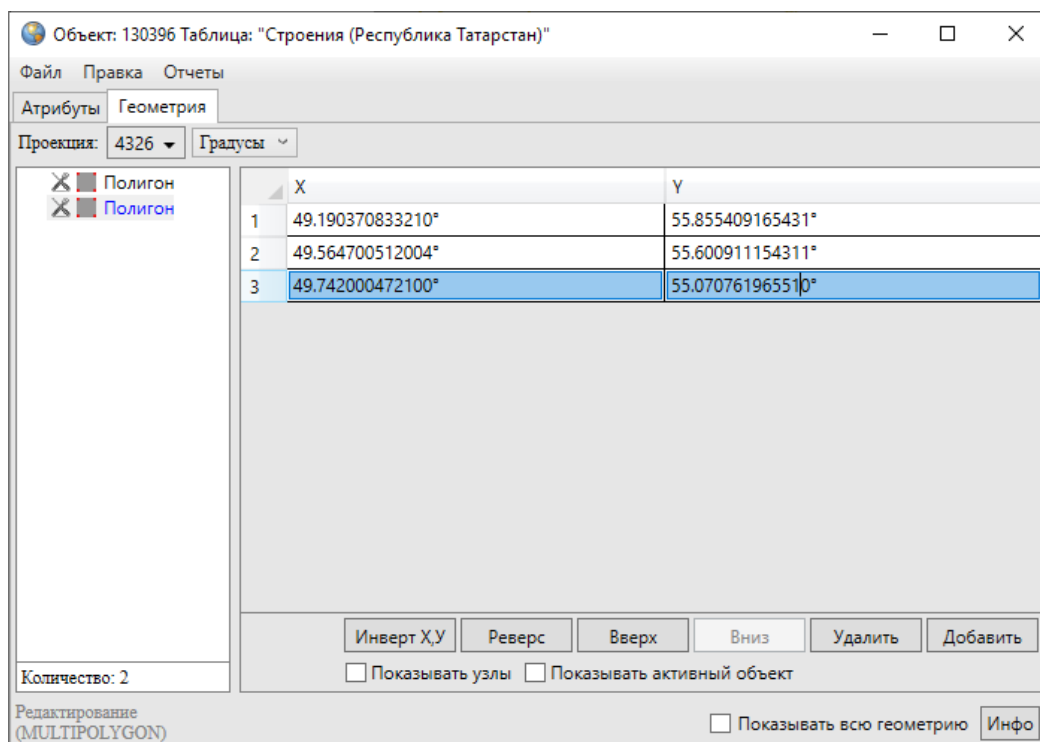 Объект: 130396 Таблица: "Строения (Республика Татарстан)"
Файл Правка Отчеты
Атрибуты Геометрия
Проекция: 4326 Градусы
Полигон
Полигон
X Y
1 49.190370833210° 55.855409165431°
2 49.564700512004° 55.600911154311°
3 49.742000472100° 55.070761965510°
Инверт X,У Реверс Вверх Вниз Удалить Добавить
Показывать узлы Показывать активный объект
Количество: 2
Редактирование
(MULTIPOLYGON)
Показывать всю геометрию Инфо